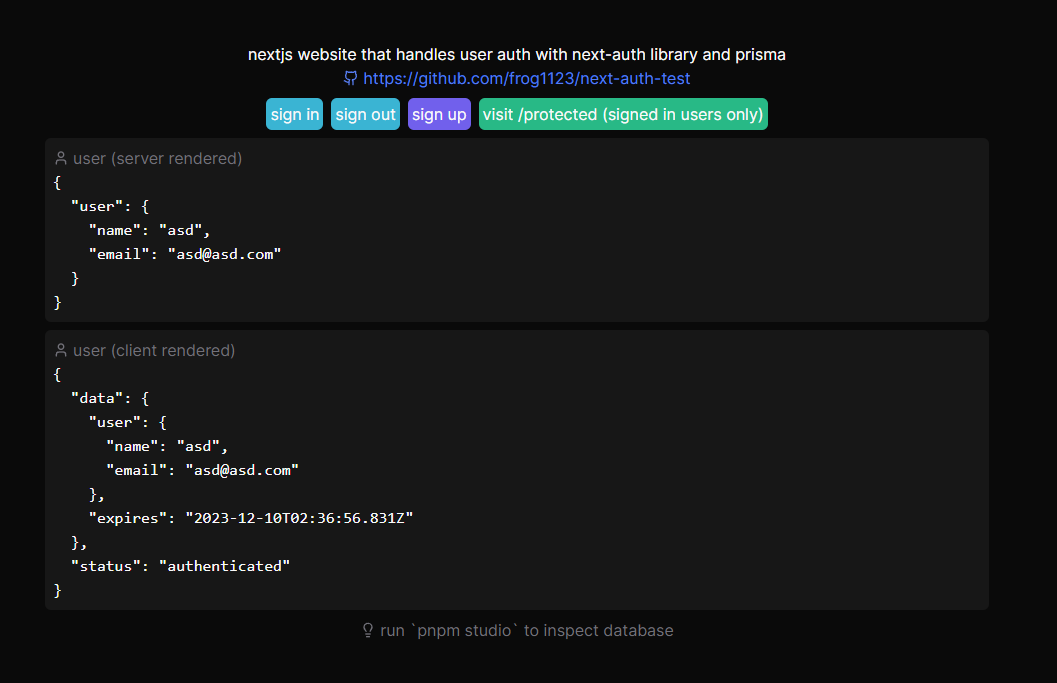 nextjs website that handles user auth with next-auth library and prisma
https://github.com/frog1123/next-auth-test
sign in sign out sign up visit /protected (signed in users only)
user (server rendered)
{
  "user": {
    "name": "asd",
    "email": "asd@asd.com"
  }
}
user (client rendered)
{
  "data": {
    "user": {
      "name": "asd",
      "email": "asd@asd.com"
    },
    "expires": "2023-12-10T02:36:56.831Z"
  },
  "status": "authenticated"
}
run `pnpm studio` to inspect database